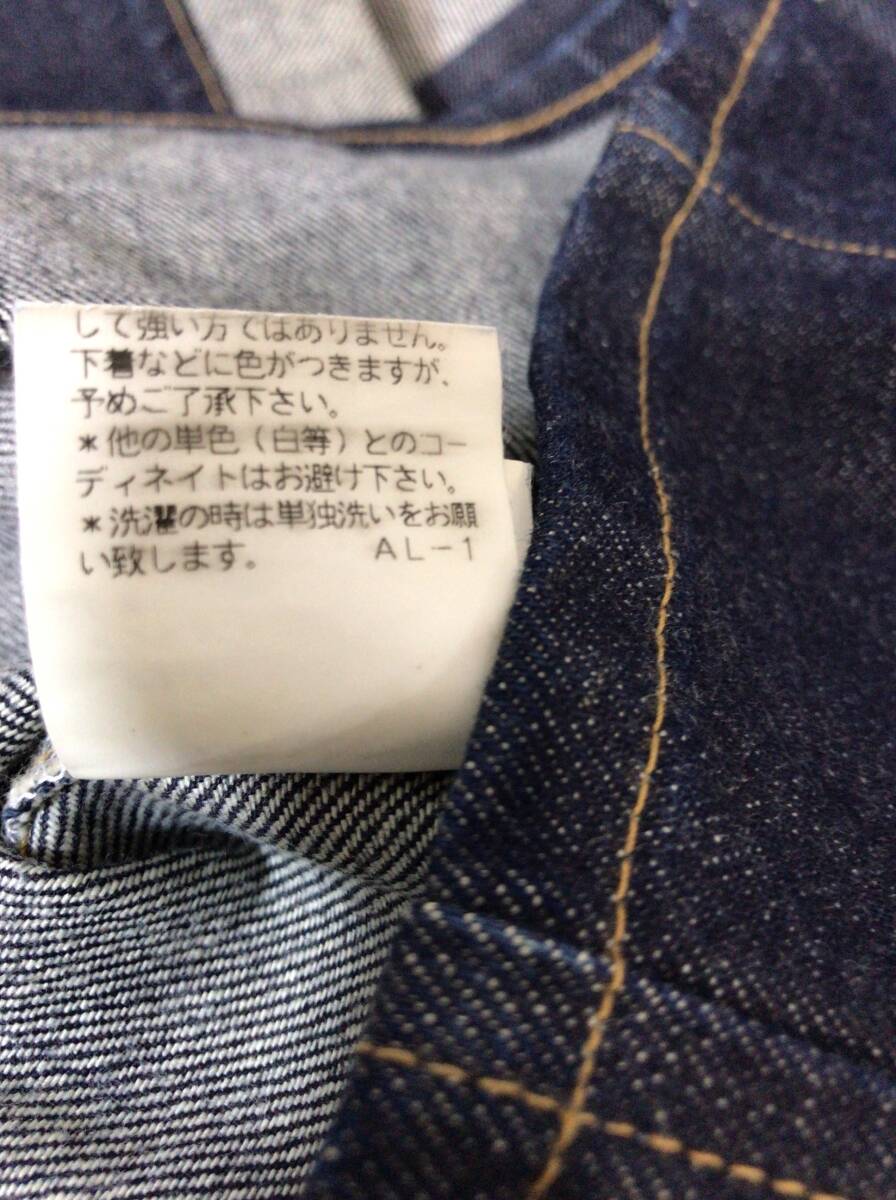 して強い方ではありません。
下着などに色がつきますが、
予めご了承下さい。
*他の単色（白等）とのコー
ディネイトはお避け下さい。
*洗濯の時は単独洗いをお願
い致します。 AL-1